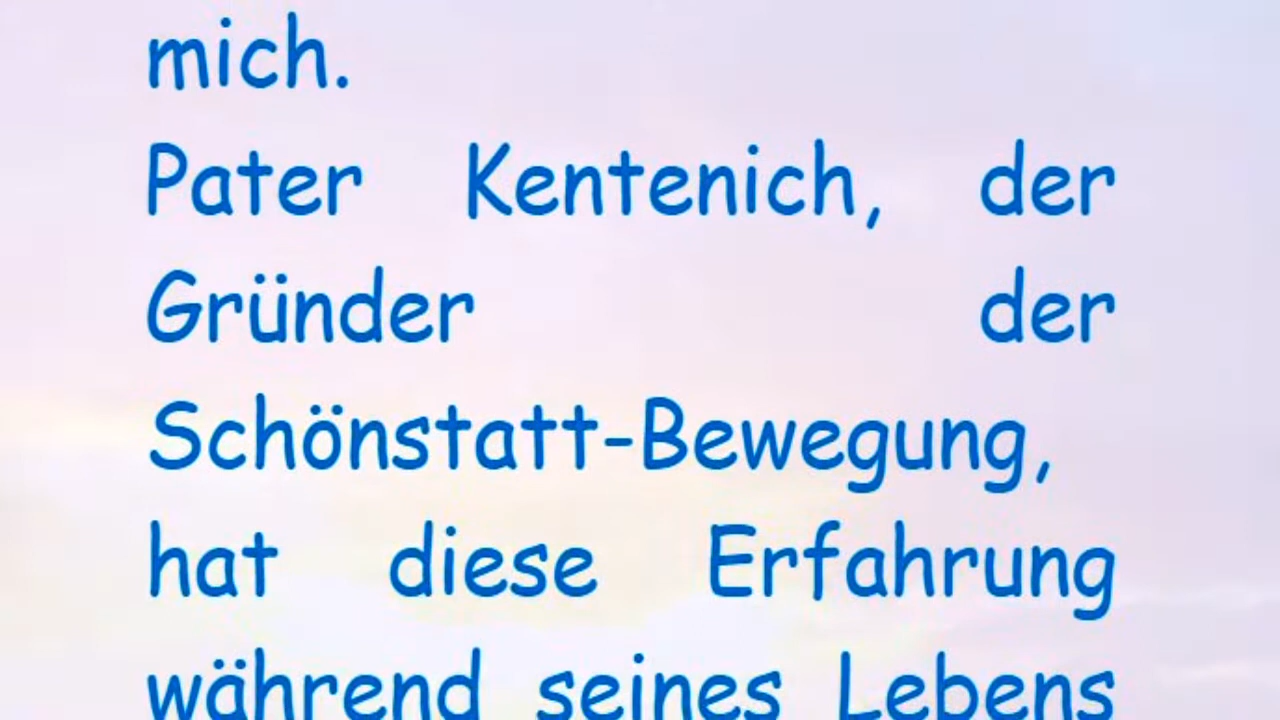 mich.
Pater Kentenich, der
Gründer der
Schönstatt-Bewegung,
hat diese Erfahrung
während seines Lebens